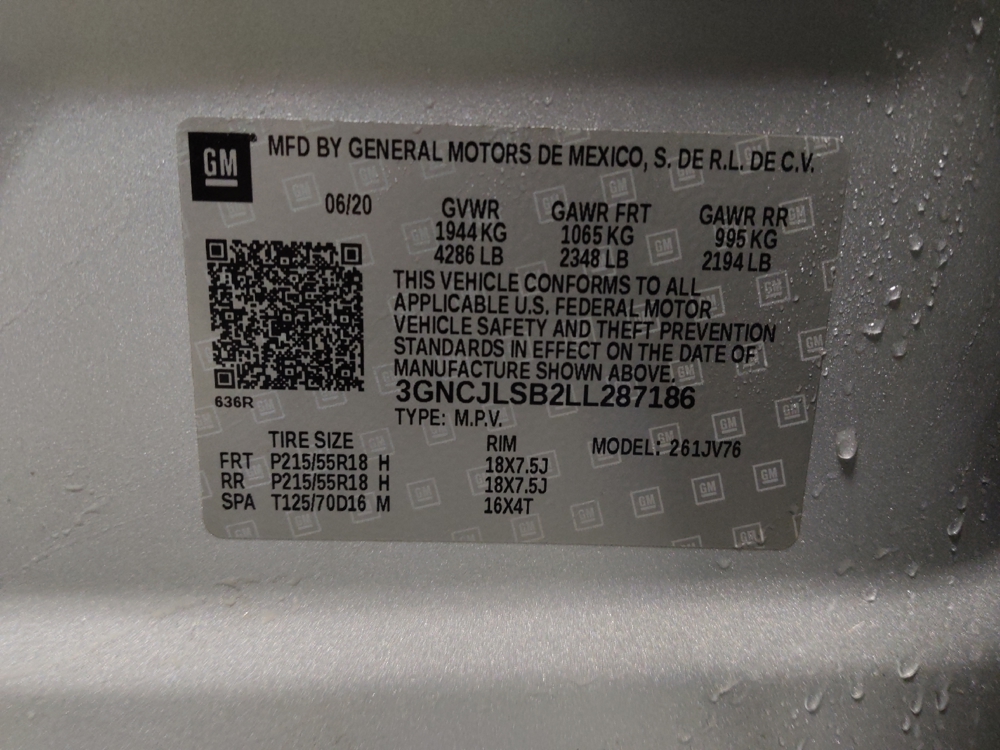 GM MFD BY GENERAL MOTORS DE MEXICO, S. DE R.L. DE C.V.
06/20 GVWR GAWR FRT GAWR RR
1944 KG 1065 KG 995 KG
4286 LB 2348 LB 2194 LB
THIS VEHICLE CONFORMS TO ALL
APPLICABLE U.S. FEDERAL MOTOR
VEHICLE SAFETY AND THEFT PREVENTION
STANDARDS IN EFFECT ON THE DATE OF
MANUFACTURE SHOWN ABOVE.
636R 3GNCJLSB2LL287186
TYPE: M.P.V.
TIRE SIZE RIM MODEL: 261JV76
FRT P215/55R18 H 18X7.5J
RR P215/55R18 H 18X7.5J
SPA T125/70D16 M 16X4T